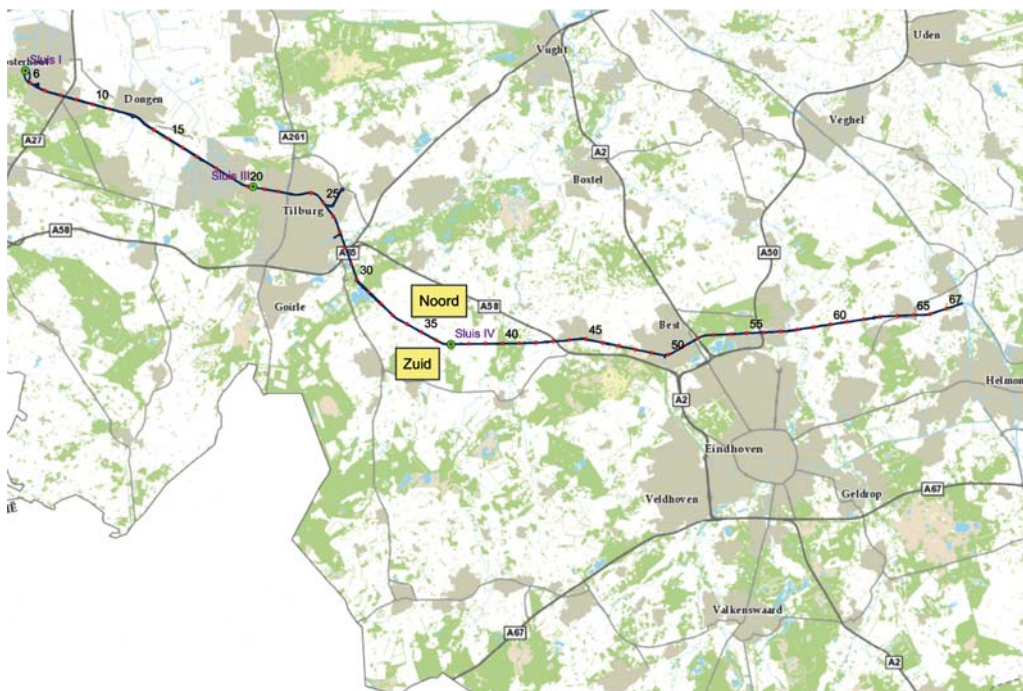 Uden
Vught
Sluis I
6
10
Dongen
15
A27
A261
A2
Veghel
Boxtel
Sluis III
20
25
Tilburg
A58
A65
A50
30
Noord
Goirle
A58
35
Sluis IV
40
45
Best
50
55
60
65
67
Zuid
Helmon
A2
Eindhoven
Veldhoven
Geldrop
A67
Valkenswaard
A67
A2